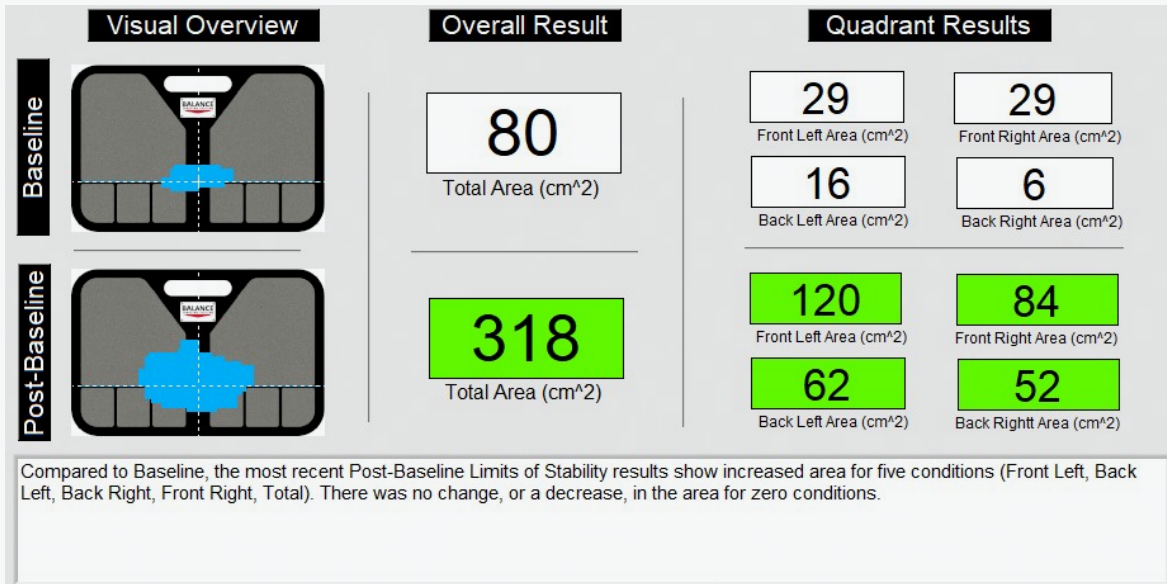 Visual Overview
Overall Result
Quadrant Results
Baseline
BALANCE
80
Total Area (cm^2)
29
Front Left Area (cm^2)
29
Front Right Area (cm^2)
16
Back Left Area (cm^2)
6
Back Right Area (cm^2)
Post-Baseline
BALANCE
318
Total Area (cm^2)
120
Front Left Area (cm^2)
84
Front Right Area (cm^2)
62
Back Left Area (cm^2)
52
Back Rightt Area (cm^2)
Compared to Baseline, the most recent Post-Baseline Limits of Stability results show increased area for five conditions (Front Left, Back
Left, Back Right, Front Right, Total). There was no change, or a decrease, in the area for zero conditions.